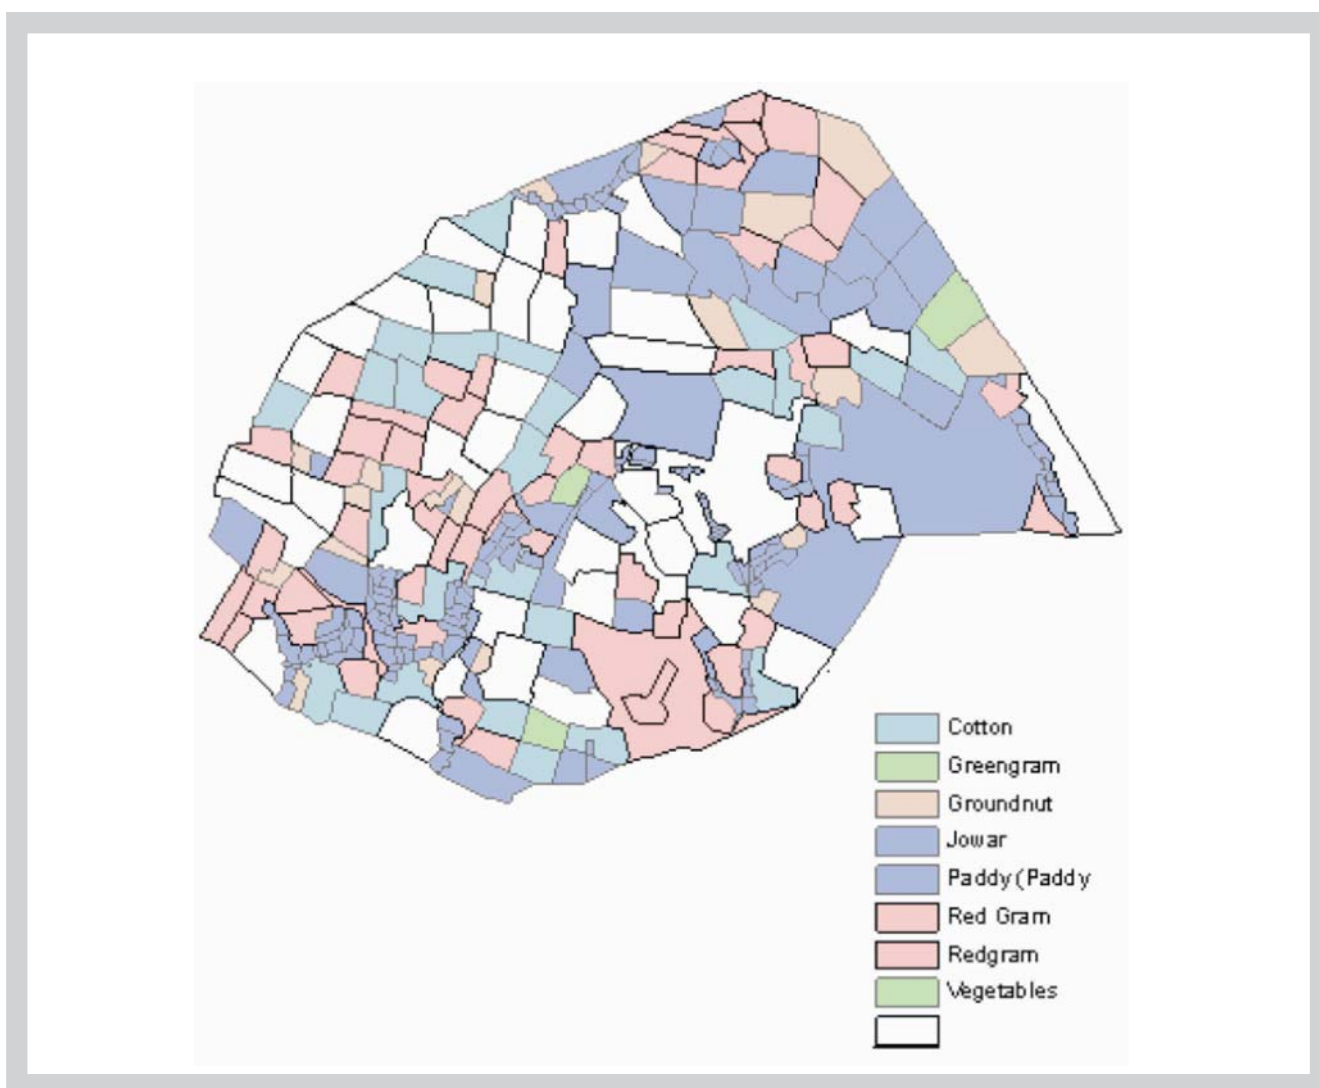 Cotton
Greengram
Groundnut
Jowar
Paddy (Paddy
Red Gram
Redgram
Vegetables